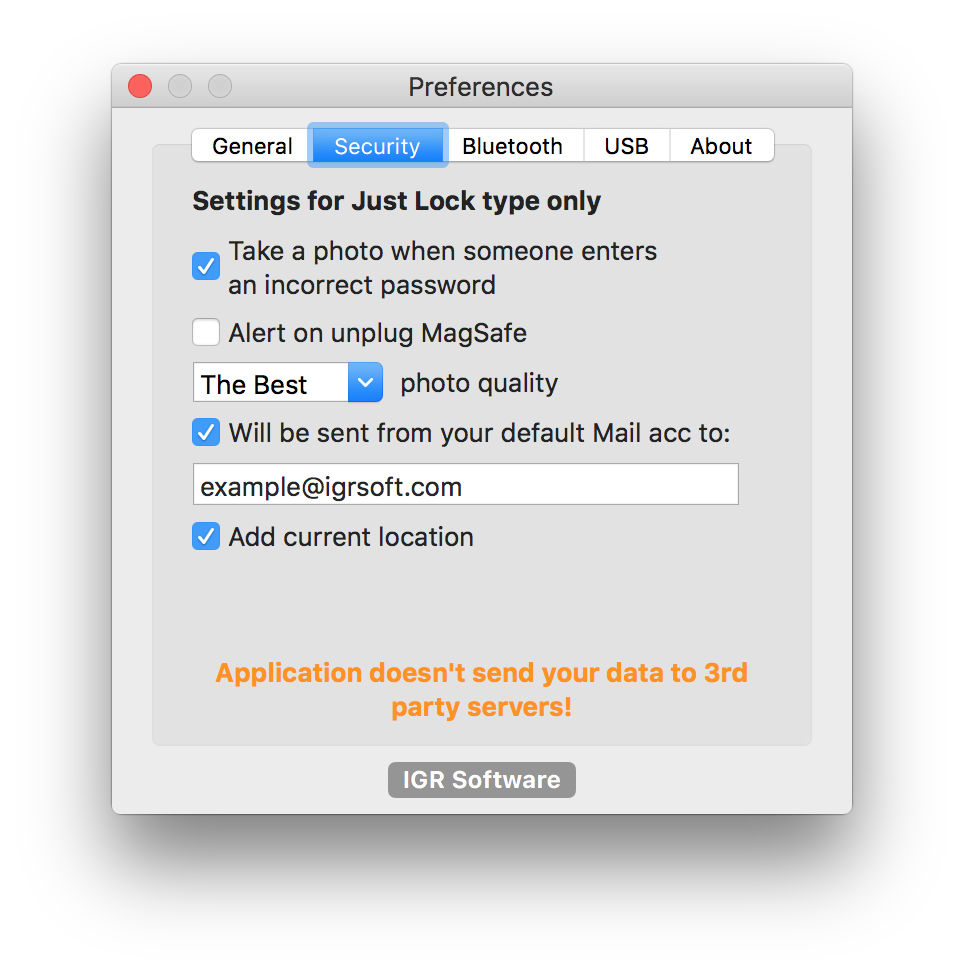 Preferences
General Security Bluetooth USB About
Settings for Just Lock type only
Take a photo when someone enters
an incorrect password
Alert on unplug MagSafe
The Best photo quality
Will be sent from your default Mail acc to:
example@igrsoft.com
Add current location
Application doesn't send your data to 3rd
party servers!
IGR Software